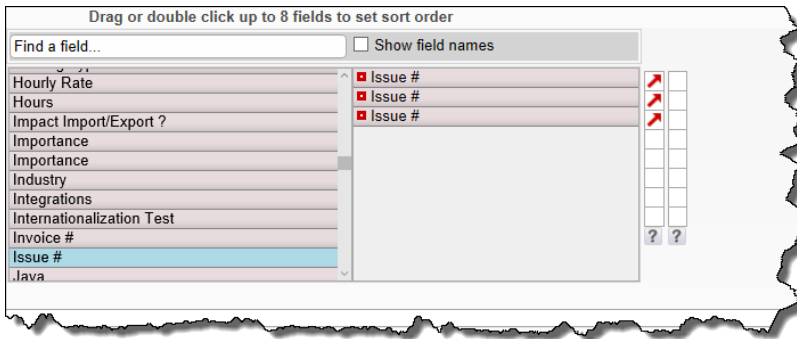 Drag or double click up to 8 fields to set sort order
Find a field...
Show field names
Hourly Rate
Hours
Impact Import/Export ?
Importance
Importance
Industry
Integrations
Internationalization Test
Invoice #
Issue #
Java
Issue #
Issue #
Issue #
? ?